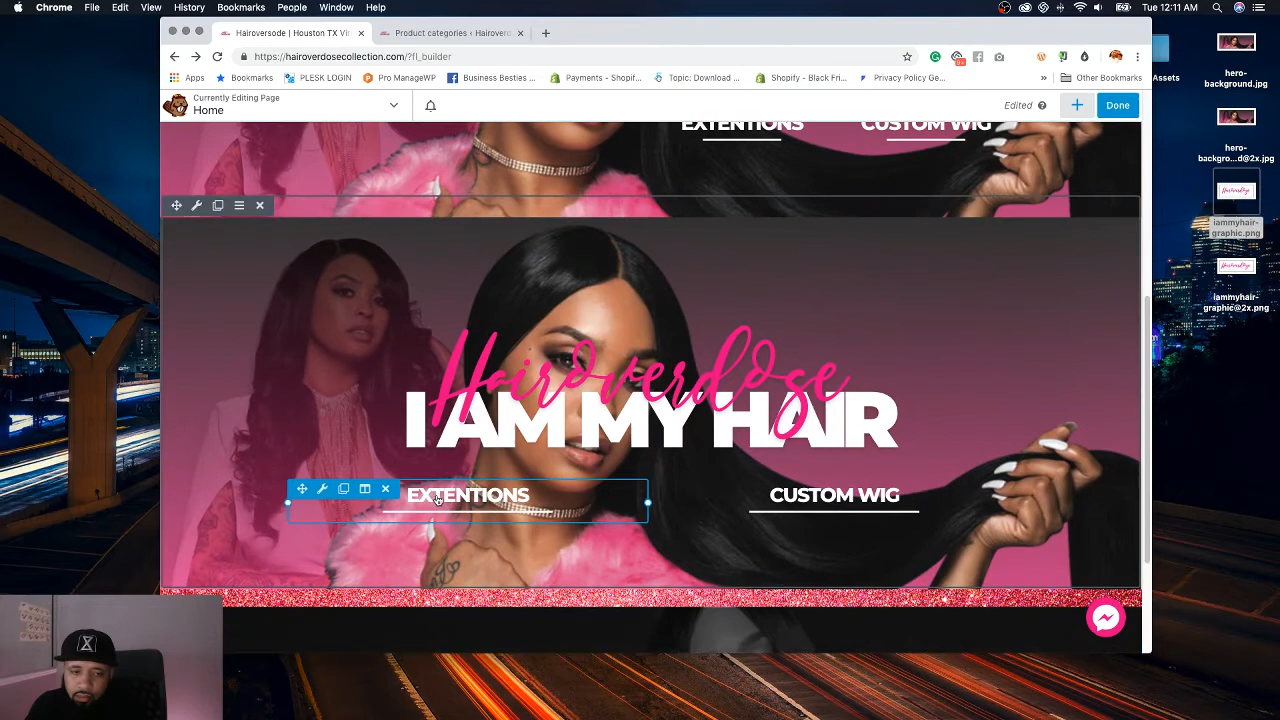 Chrome File Edit View History Bookmarks People Window Help
Tue 12:11 AM
Hairoversode | Houston TX Vir
Product categories ‹ Hairoverd
https://hairoverdosecollection.com/?fl_builder
Apps Bookmarks PLESK LOGIN Pro ManageWP Business Besties ... Payments - Shopif... Topic: Download ... Shopify - Black Fri... Privacy Policy Ge... » Other Bookmarks
Currently Editing Page
Home
Edited
Done
EXTENTIONS CUSTOM WIG
Hairoverdose
I AM MY HAIR
EXTENTIONS CUSTOM WIG
Assets
hero-
background.jpg
hero-
backgro...d@2x.jpg
iammyhair-
graphic.png
iammyhair-
graphic@2x.png